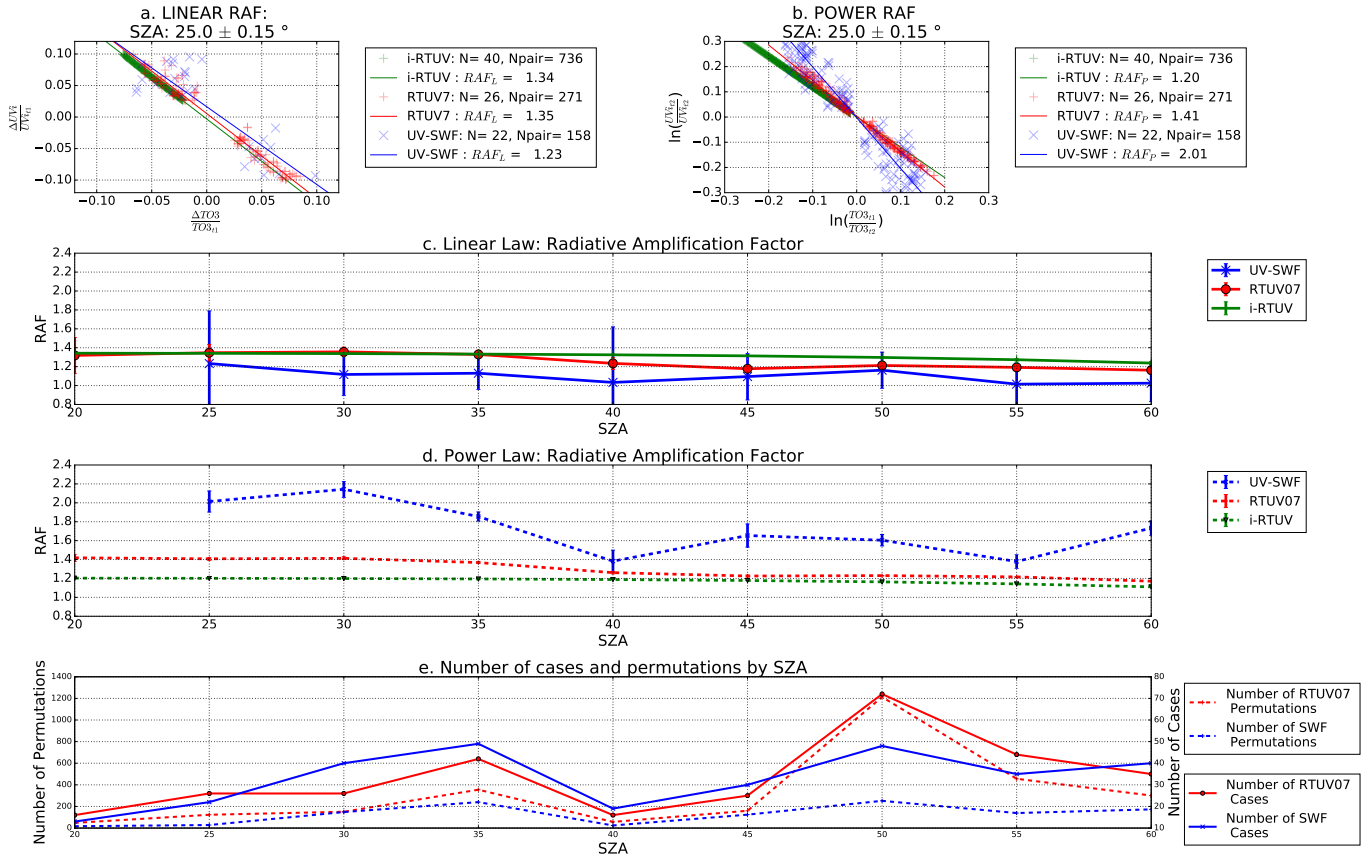 a. LINEAR RAF:
SZA: 25.0 ± 0.15 °
0.10
0.05
0.00
−0.05
−0.10
−0.10 −0.05 0.00 0.05 0.10
ΔUVi / UVi_t1
ΔTO3 / TO3_t1
i-RTUV: N= 40, Npair= 736
i-RTUV : RAF_L = 1.34
RTUV7: N= 26, Npair= 271
RTUV7 : RAF_L = 1.35
UV-SWF: N= 22, Npair= 158
UV-SWF : RAF_L = 1.23
b. POWER RAF
SZA: 25.0 ± 0.15 °
0.3
0.2
0.1
0.0
−0.1
−0.2
−0.3
−0.3 −0.2 −0.1 0.0 0.1 0.2 0.3
ln(UVi_t2 / UVi_t2)
ln(TO3_t1 / TO3_t2)
i-RTUV: N= 40, Npair= 736
i-RTUV : RAF_P = 1.20
RTUV7: N= 26, Npair= 271
RTUV7 : RAF_P = 1.41
UV-SWF: N= 22, Npair= 158
UV-SWF : RAF_P = 2.01
c. Linear Law: Radiative Amplification Factor
2.4
2.2
2.0
1.8
1.6
1.4
1.2
1.0
0.8
RAF
20 25 30 35 40 45 50 55 60
SZA
UV-SWF
RTUV07
i-RTUV
d. Power Law: Radiative Amplification Factor
2.4
2.2
2.0
1.8
1.6
1.4
1.2
1.0
0.8
RAF
20 25 30 35 40 45 50 55 60
SZA
UV-SWF
RTUV07
i-RTUV
e. Number of cases and permutations by SZA
1400
1200
1000
800
600
400
200
0
Number of Permutations
20 25 30 35 40 45 50 55 60
SZA
80
70
60
50
40
30
20
10
Number of Cases
Number of RTUV07
Permutations
Number of SWF
Permutations
Number of RTUV07
Cases
Number of SWF
Cases